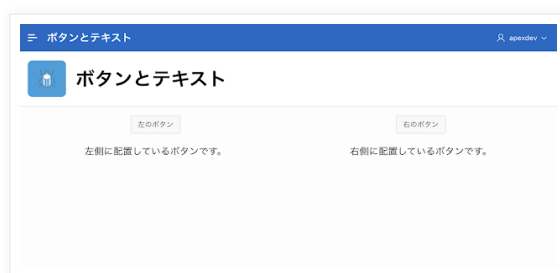 ボタンとテキスト
apexdev
ボタンとテキスト
左のボタン
右のボタン
左側に配置しているボタンです。
右側に配置しているボタンです。